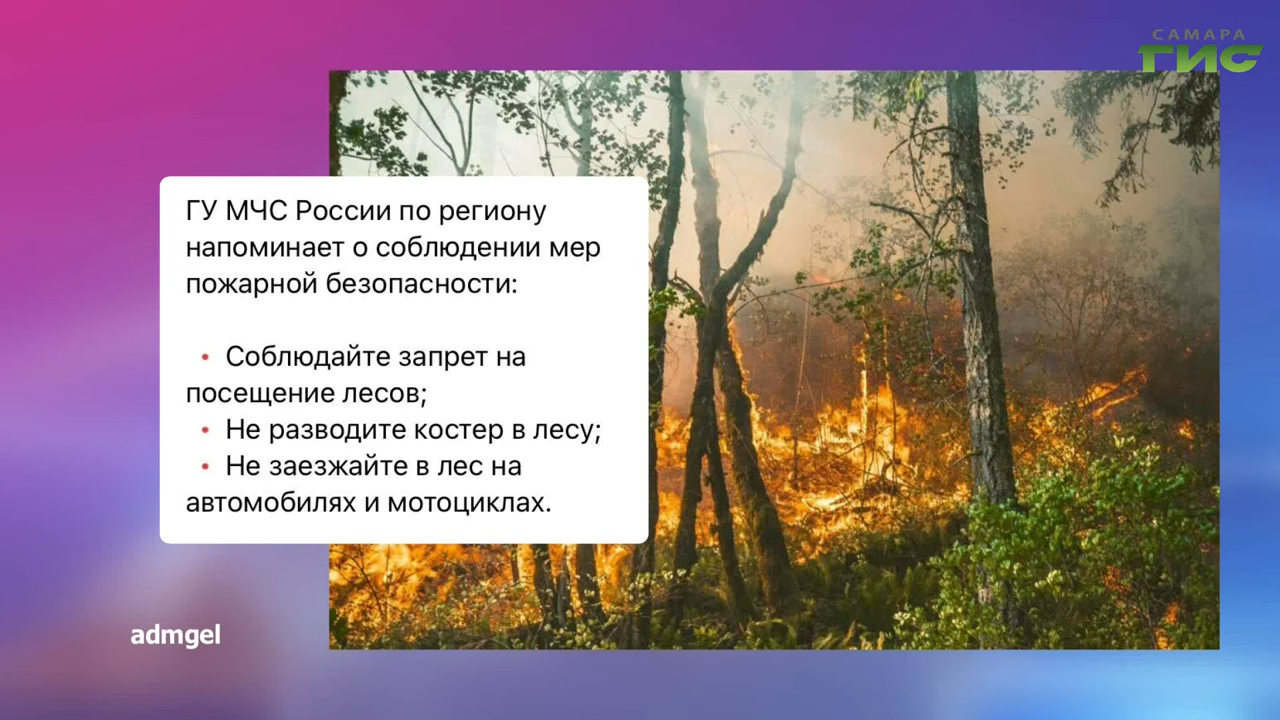 САМАРА
ГИС
ГУ МЧС России по региону
напоминает о соблюдении мер
пожарной безопасности:
• Соблюдайте запрет на
посещение лесов;
• Не разводите костер в лесу;
• Не заезжайте в лес на
автомобилях и мотоциклах.
admgel